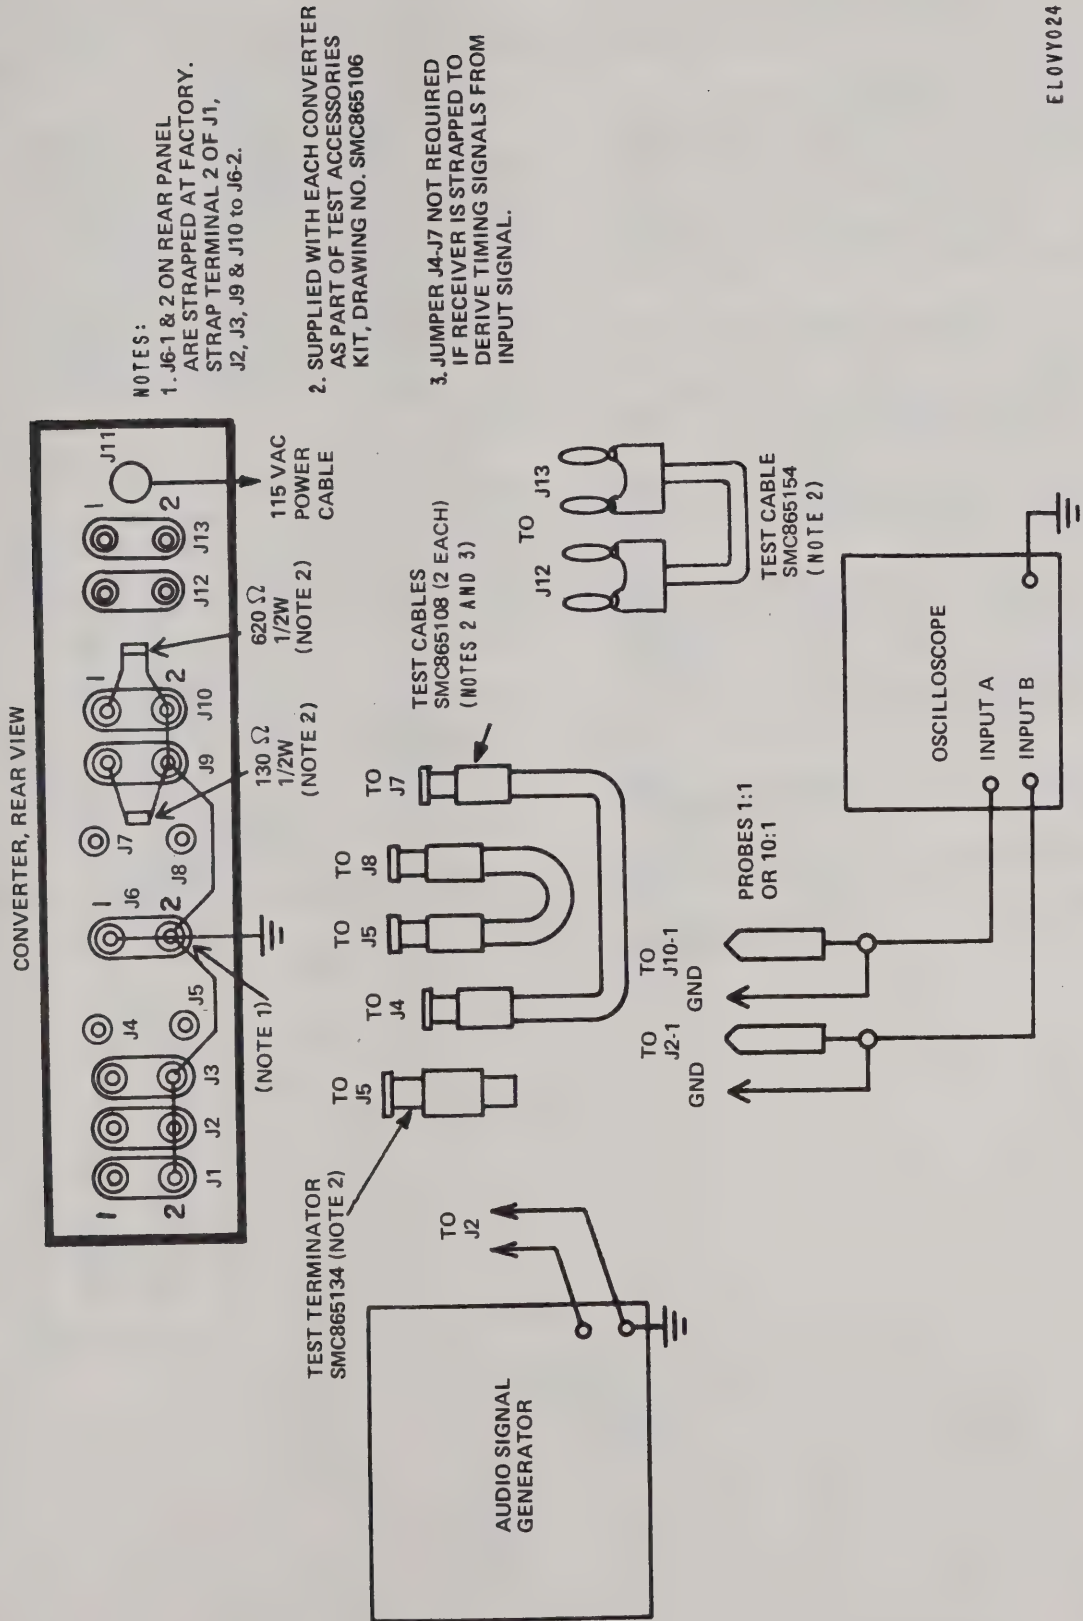 CONVERTER, REAR VIEW
1
2
J1
J2
J3
J4
J5
1
J6
2
J7
J8
J9
1
2
J10
J12
1
2
J13
J11
(NOTE 1)
130 Ω
1/2W
(NOTE 2)
620 Ω
1/2W
(NOTE 2)
115 VAC
POWER
CABLE
NOTES:
1. J6-1 & 2 ON REAR PANEL
ARE STRAPPED AT FACTORY.
STRAP TERMINAL 2 OF J1,
J2, J3, J9 & J10 to J6-2.
2. SUPPLIED WITH EACH CONVERTER
AS PART OF TEST ACCESSORIES
KIT, DRAWING NO. SMC865106
3. JUMPER J4-J7 NOT REQUIRED
IF RECEIVER IS STRAPPED TO
DERIVE TIMING SIGNALS FROM
INPUT SIGNAL.
TEST TERMINATOR
SMC865134 (NOTE 2)
TO
J5
TO
J4
TO
J5
TO
J8
TO
J7
TEST CABLES
SMC865108 (2 EACH)
(NOTES 2 AND 3)
J12
TO
J13
TEST CABLE
SMC865154
(NOTE 2)
AUDIO SIGNAL
GENERATOR
TO
J2
GND
TO
J2-1
GND
TO
J10-1
PROBES 1:1
OR 10:1
OSCILLOSCOPE
INPUT A
INPUT B
ELOVY024